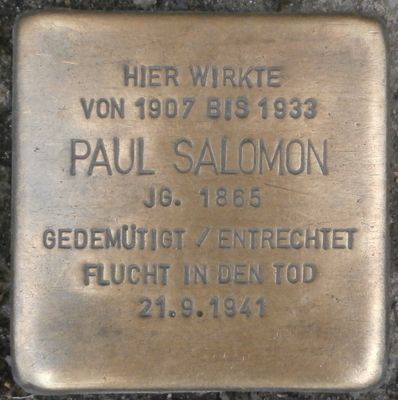 HIER WIRKTE
VON 1907 BIS 1933
PAUL SALOMON
JG. 1865
GEDEMÜTIGT / ENTRECHTET
FLUCHT IN DEN TOD
21.9.1941